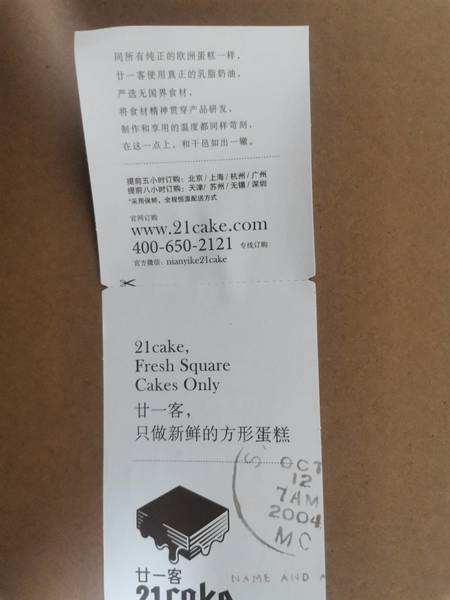 同所有纯正的欧洲蛋糕一样，
廿一客使用真正的乳脂奶油，
严选无国界食材，
将食材精神贯穿产品研发，
制作和享用的温度都同样苛刻，
在这一点上，和干邑如出一辙。
提前五小时订购：北京/上海/杭州/广州
提前八小时订购：天津/苏州/无锡/深圳
*采用保鲜，全程恒温配送方式
官网订购
www.21cake.com
400-650-2121 专线订购
官方微信：nianyike21cake
21cake,
Fresh Square
Cakes Only
廿一客，
只做新鲜的方形蛋糕
OCT
12
7AM
2004
MC
廿一客
21cake
NAME AND